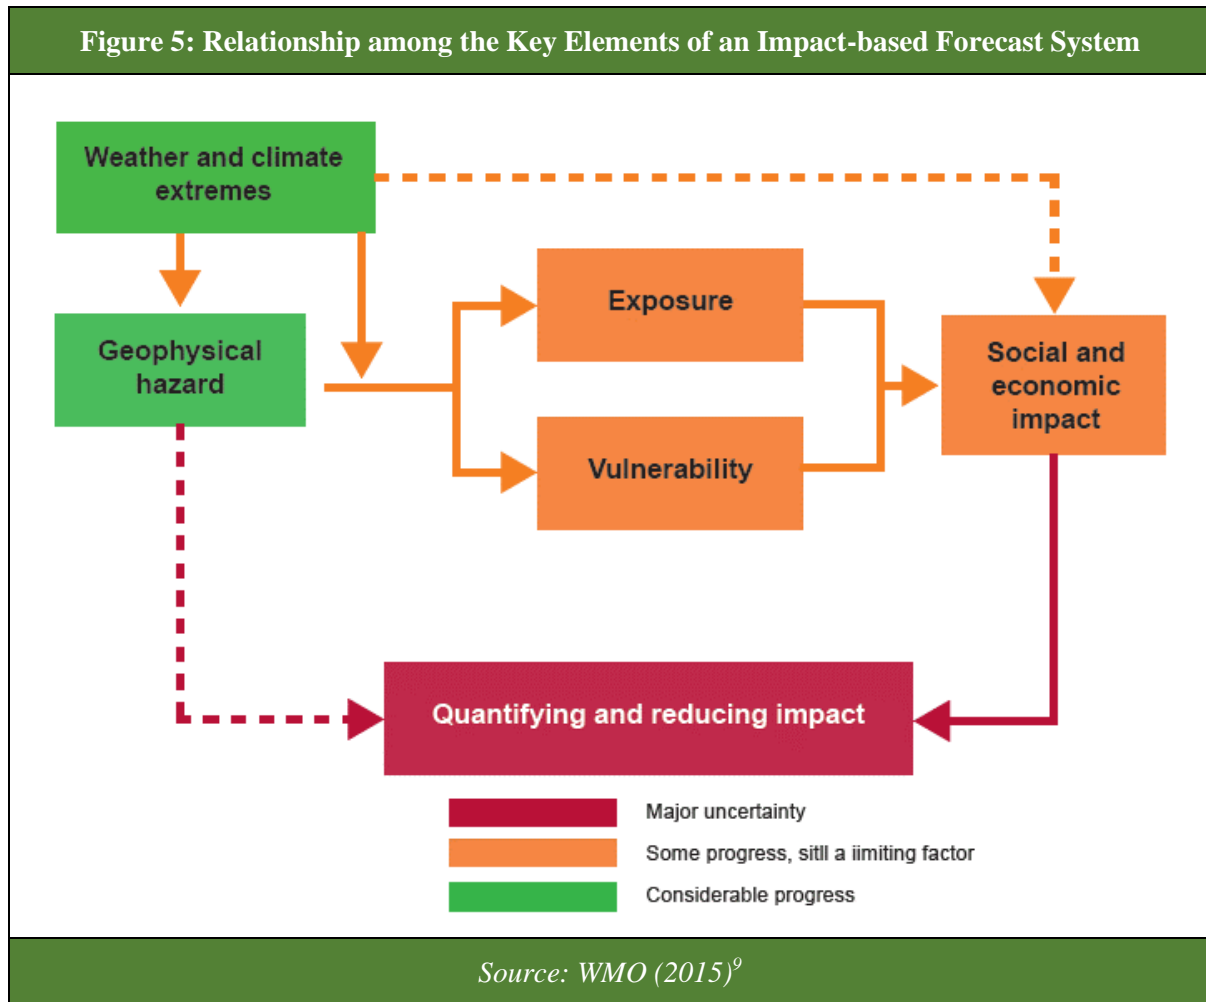 Figure 5: Relationship among the Key Elements of an Impact-based Forecast System
Weather and climate
extremes
Exposure
Geophysical
hazard
Social and
economic
impact
Vulnerability
Quantifying and reducing impact
Major uncertainty
Some progress, sitll a iimiting factor
Considerable progress
Source: WMO (2015)9